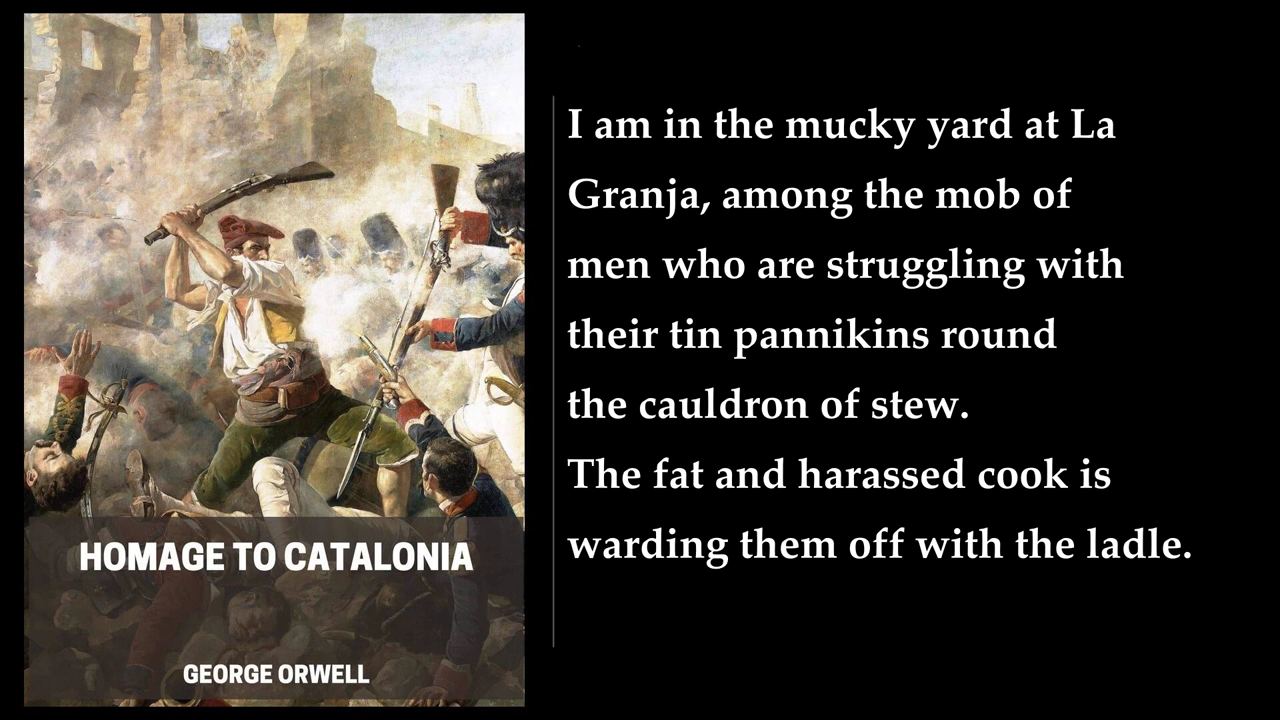 HOMAGE TO CATALONIA
GEORGE ORWELL
I am in the mucky yard at La
Granja, among the mob of
men who are struggling with
their tin pannikins round
the cauldron of stew.
The fat and harassed cook is
warding them off with the ladle.